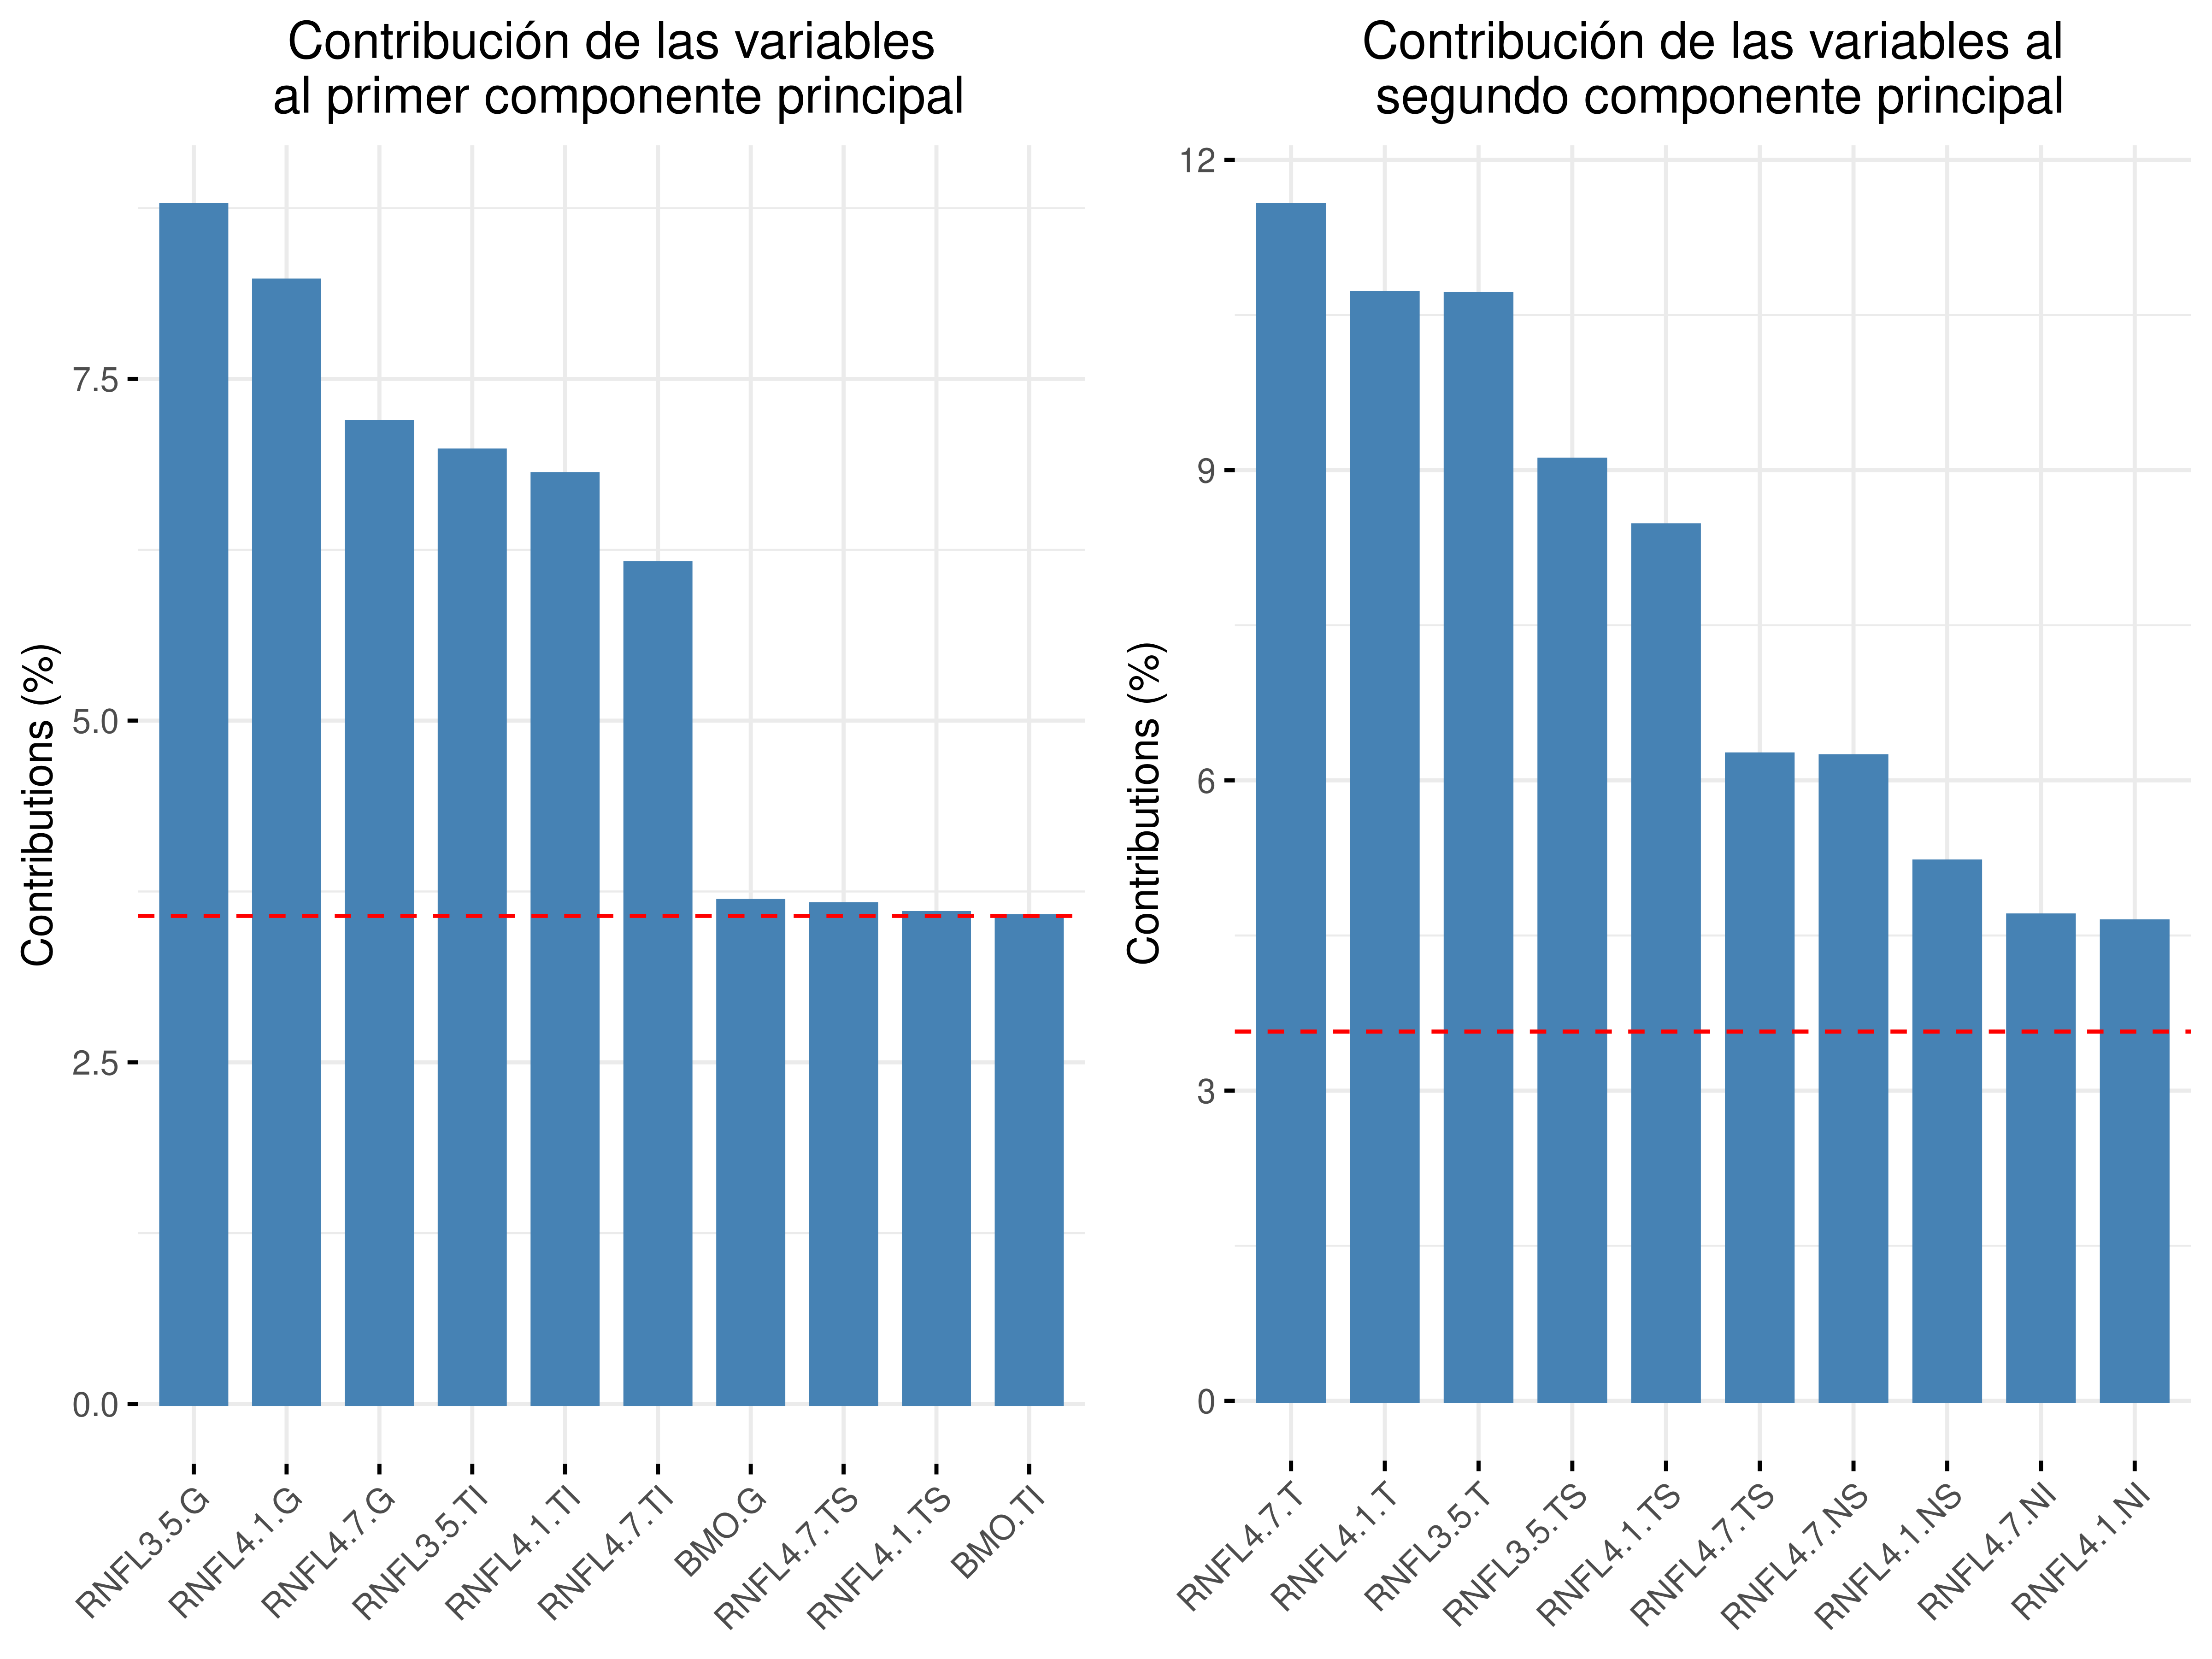 Contribución de las variables
al primer componente principal
Contributions (%)
7.5
5.0
2.5
0.0
RNFL3.5.G
RNFL4.1.G
RNFL4.7.G
RNFL3.5.TI
RNFL4.1.TI
RNFL4.7.TI
BMO.G
RNFL4.7.TS
RNFL4.1.TS
BMO.TI
Contribución de las variables al
segundo componente principal
Contributions (%)
12
9
6
3
0
RNFL4.7.T
RNFL4.1.T
RNFL3.5.T
RNFL3.5.TS
RNFL4.1.TS
RNFL4.7.TS
RNFL4.7.NS
RNFL4.1.NS
RNFL4.7.NI
RNFL4.1.NI